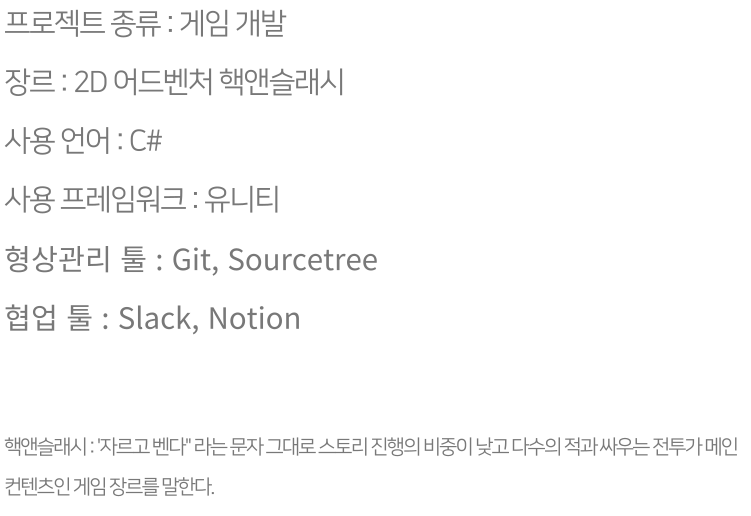 프로젝트 종류 : 게임 개발
장르 : 2D 어드벤처 핵앤슬래시
사용 언어 : C#
사용 프레임워크 : 유니티
형상관리 툴 : Git, Sourcetree
협업 툴 : Slack, Notion
핵앤슬래시 : '자르고 벤다" 라는 문자 그대로 스토리 진행의 비중이 낮고 다수의 적과 싸우는 전투가 메인
컨텐츠인 게임 장르를 말한다.